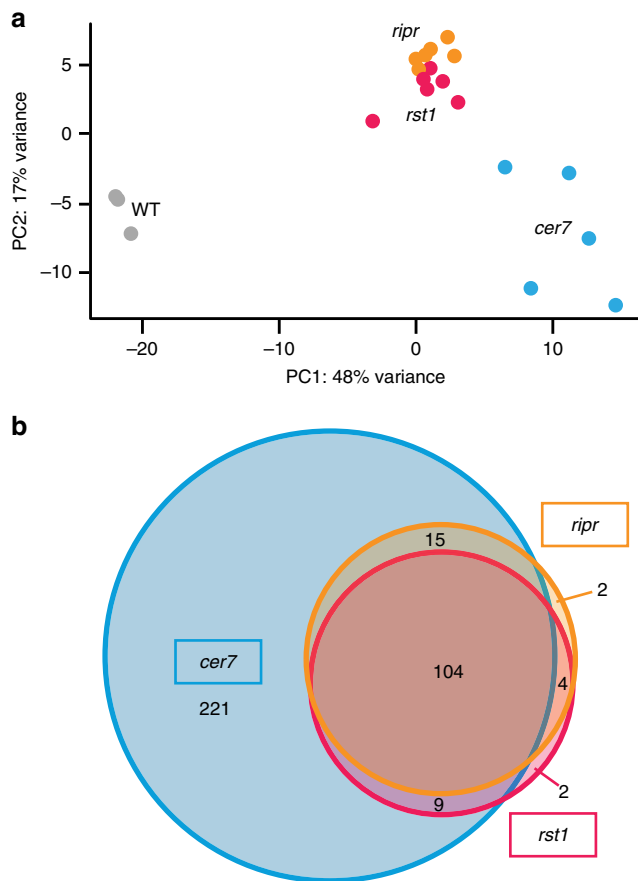 a
ripr
5
rst1
0
WT
−5
cer7
−10
PC2: 17% variance
−20
−10
0
10
PC1: 48% variance
b
15
ripr
2
cer7
104
4
221
9
2
rst1